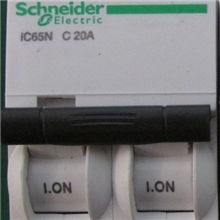 Schneider
Electric
iC65N C 20A
I.ON I.ON